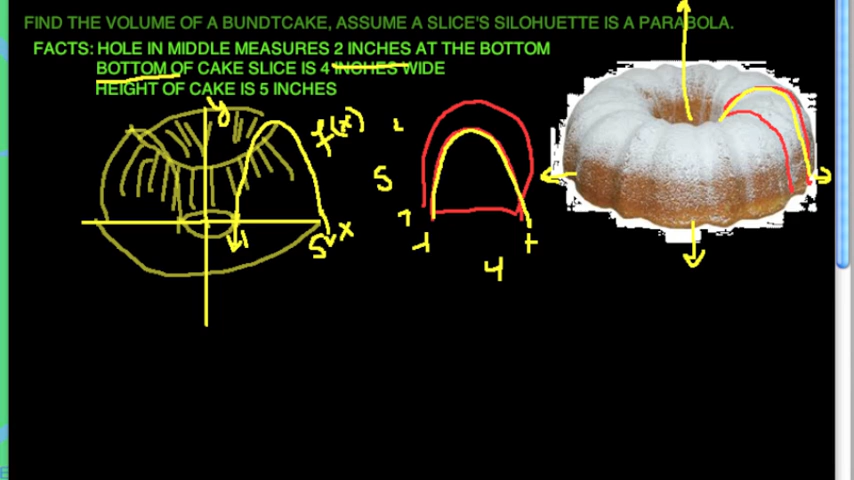 FIND THE VOLUME OF A BUNDTCAKE, ASSUME A SLICE'S SILOHUETTE IS A PARABOLA.
FACTS: HOLE IN MIDDLE MEASURES 2 INCHES AT THE BOTTOM
BOTTOM OF CAKE SLICE IS 4 INCHES WIDE
HEIGHT OF CAKE IS 5 INCHES
y
f(x)
5
1
5
x
4